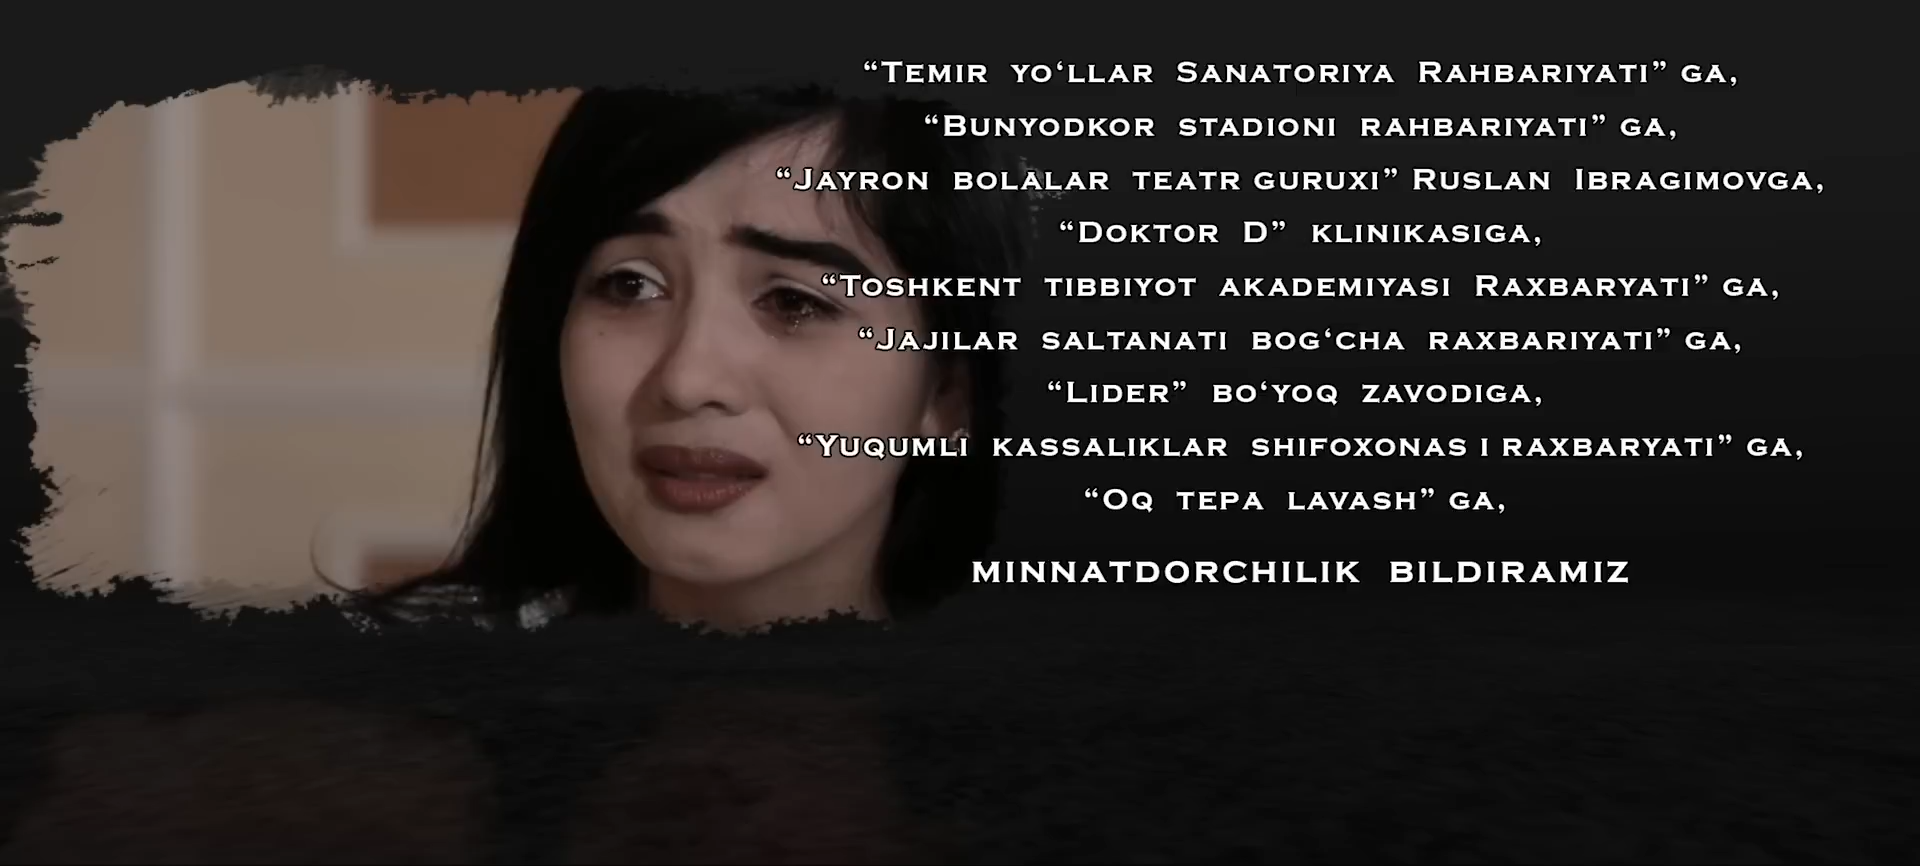 “Temir yo‘llar Sanatoriya Rahbariyati” ga,
“Bunyodkor stadioni rahbariyati” ga,
“Jayron bolalar teatr guruxi” Ruslan Ibragimovga,
“Doktor D” klinikasiga,
“Toshkent tibbiyot akademiyasi Raxbaryati” ga,
“Jajilar saltanati bog‘cha raxbariyati” ga,
“Lider” bo‘yoq zavodiga,
“Yuqumli kassaliklar shifoxonas i raxbaryati” ga,
“Oq tepa lavash” ga,
MINNATDORCHILIK BILDIRAMIZ